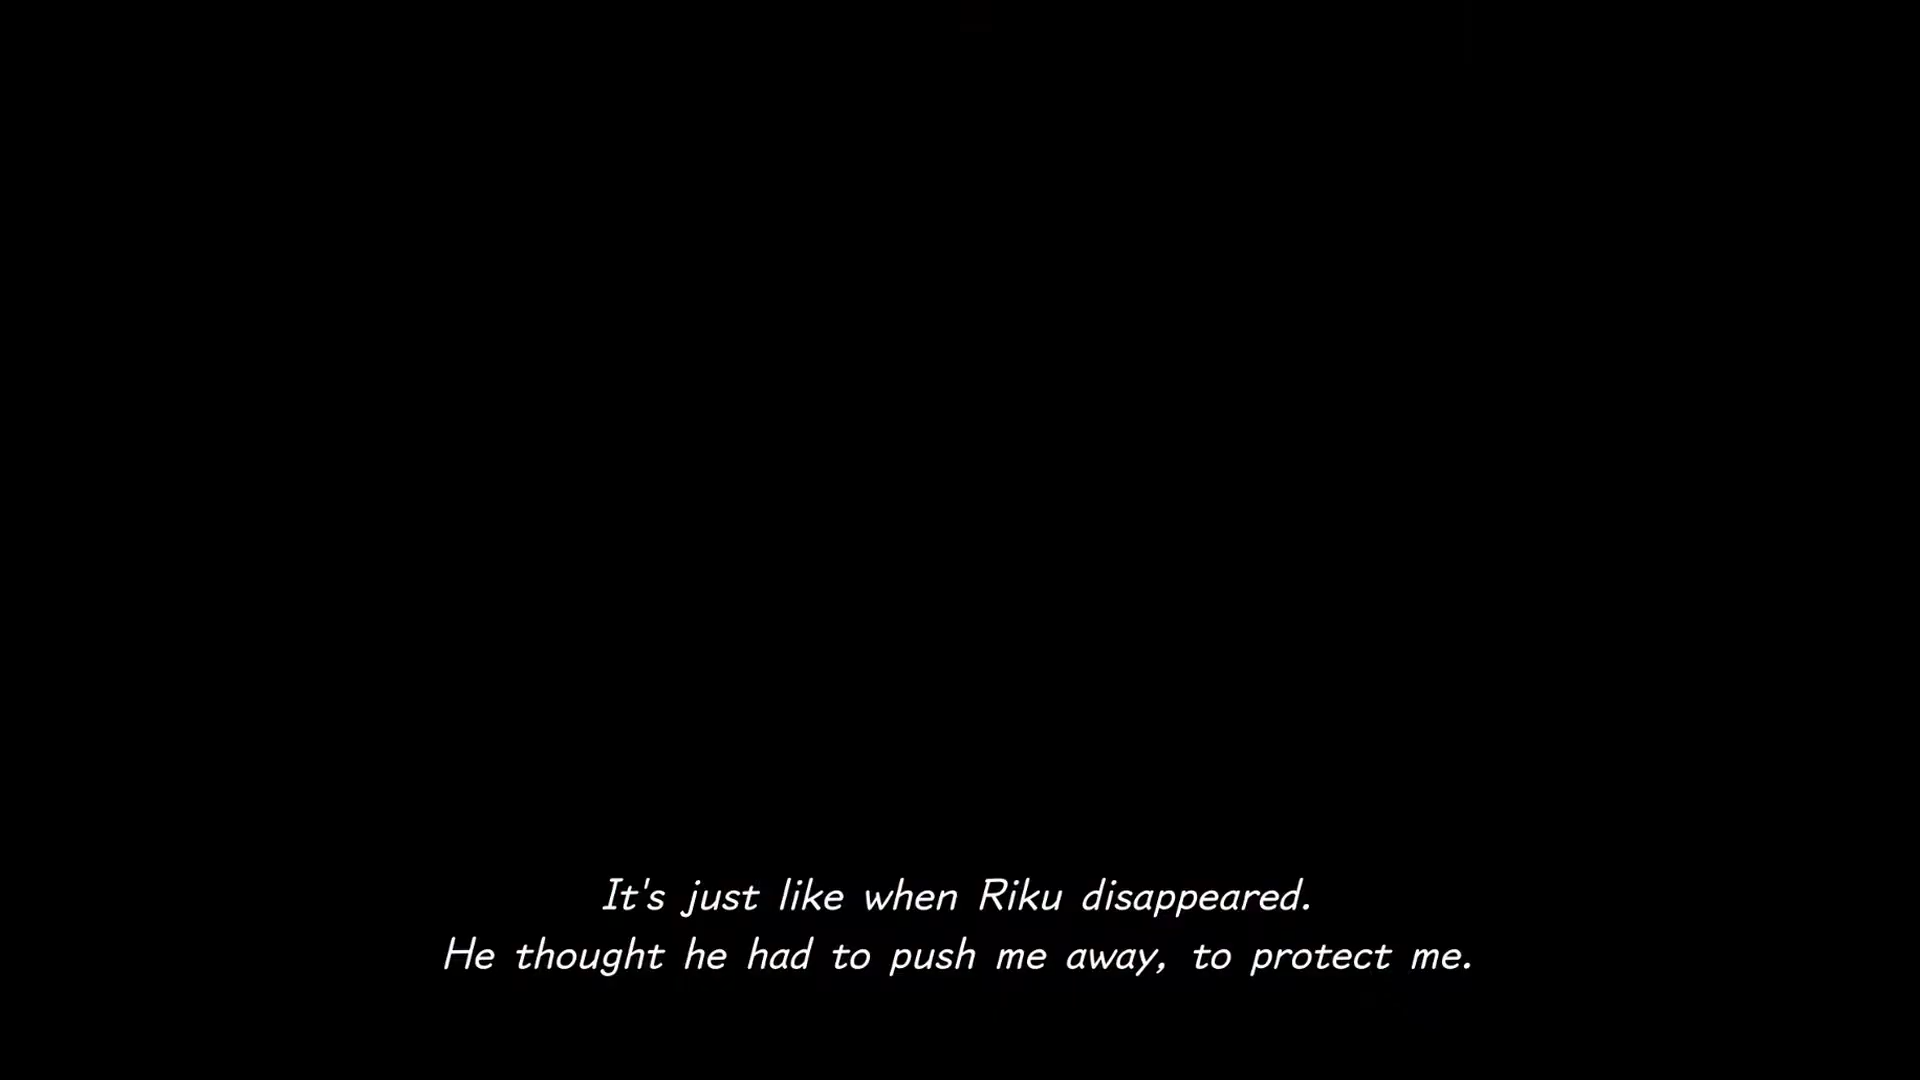 It's just like when Riku disappeared.
He thought he had to push me away, to protect me.